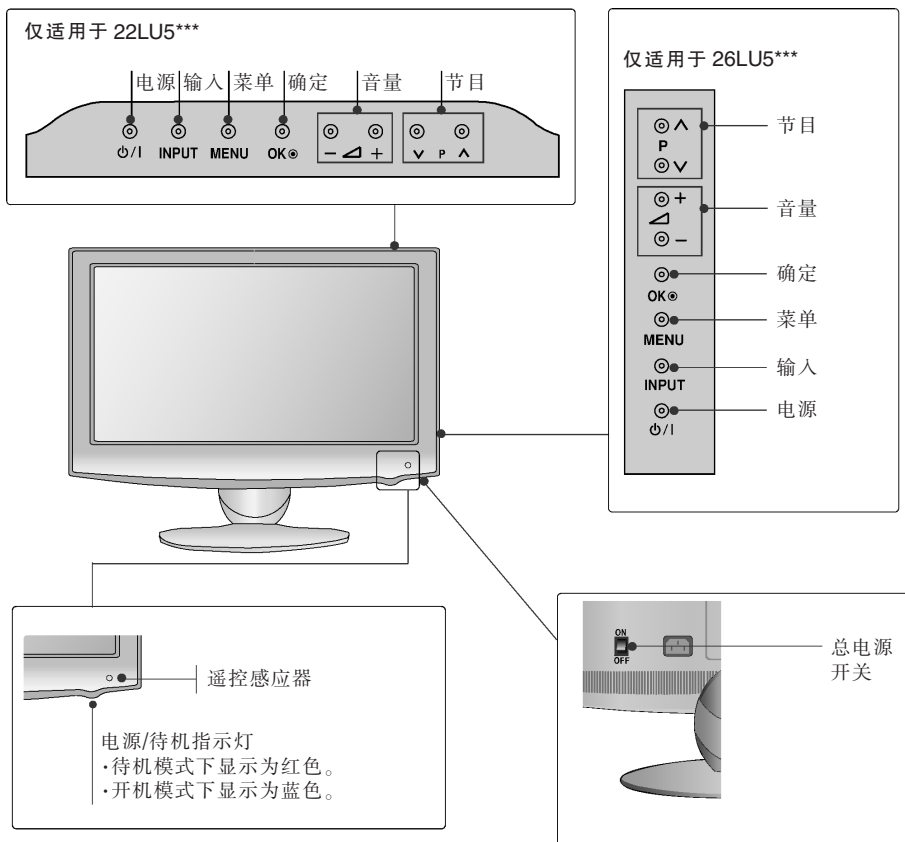 仅适用于 22LU5***
电源 输入 菜单 确定 音量 节目
⏻/I INPUT MENU OK⊙ − ⊿ + ∨ P ∧
仅适用于 26LU5***
∧
P
∨
节目
+
⊿
−
音量
OK⊙
确定
MENU
菜单
INPUT
输入
⏻/I
电源
遥控感应器
电源/待机指示灯
·待机模式下显示为红色。
·开机模式下显示为蓝色。
ON
OFF
总电源
开关